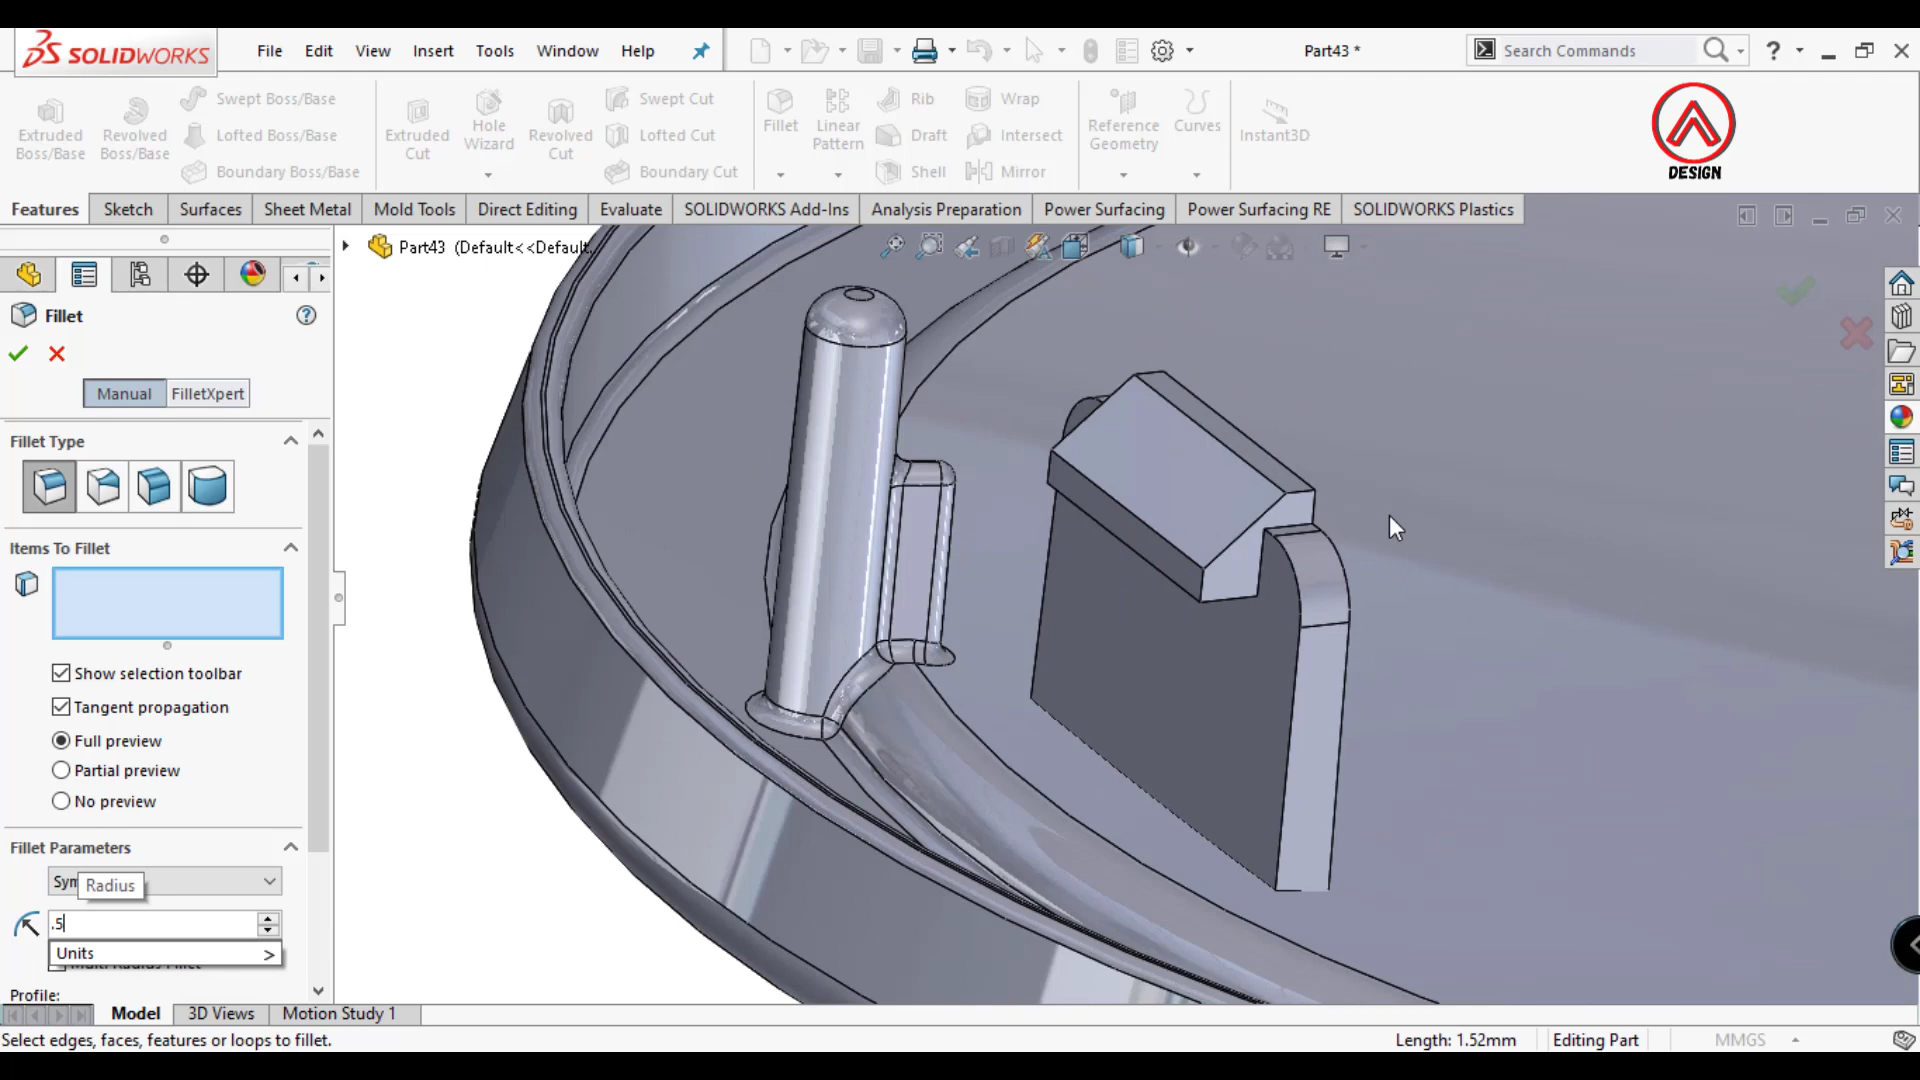 SOLIDWORKS File Edit View Insert Tools Window Help Part43 * Search Commands ?
Extruded Boss/Base
Revolved Boss/Base
Swept Boss/Base
Lofted Boss/Base
Boundary Boss/Base
Extruded Cut
Hole Wizard
Revolved Cut
Swept Cut
Lofted Cut
Boundary Cut
Fillet
Linear Pattern
Rib
Draft
Shell
Wrap
Intersect
Mirror
Reference Geometry
Curves
Instant3D
DESIGN
Features Sketch Surfaces Sheet Metal Mold Tools Direct Editing Evaluate SOLIDWORKS Add-Ins Analysis Preparation Power Surfacing Power Surfacing RE SOLIDWORKS Plastics
Part43 (Default<<Default...
Fillet
Manual FilletXpert
Fillet Type
Items To Fillet
Show selection toolbar
Tangent propagation
Full preview
Partial preview
No preview
Fillet Parameters
Sym
Radius
.5
Units >
Profile:
Model 3D Views Motion Study 1
Select edges, faces, features or loops to fillet. Length: 1.52mm Editing Part MMGS